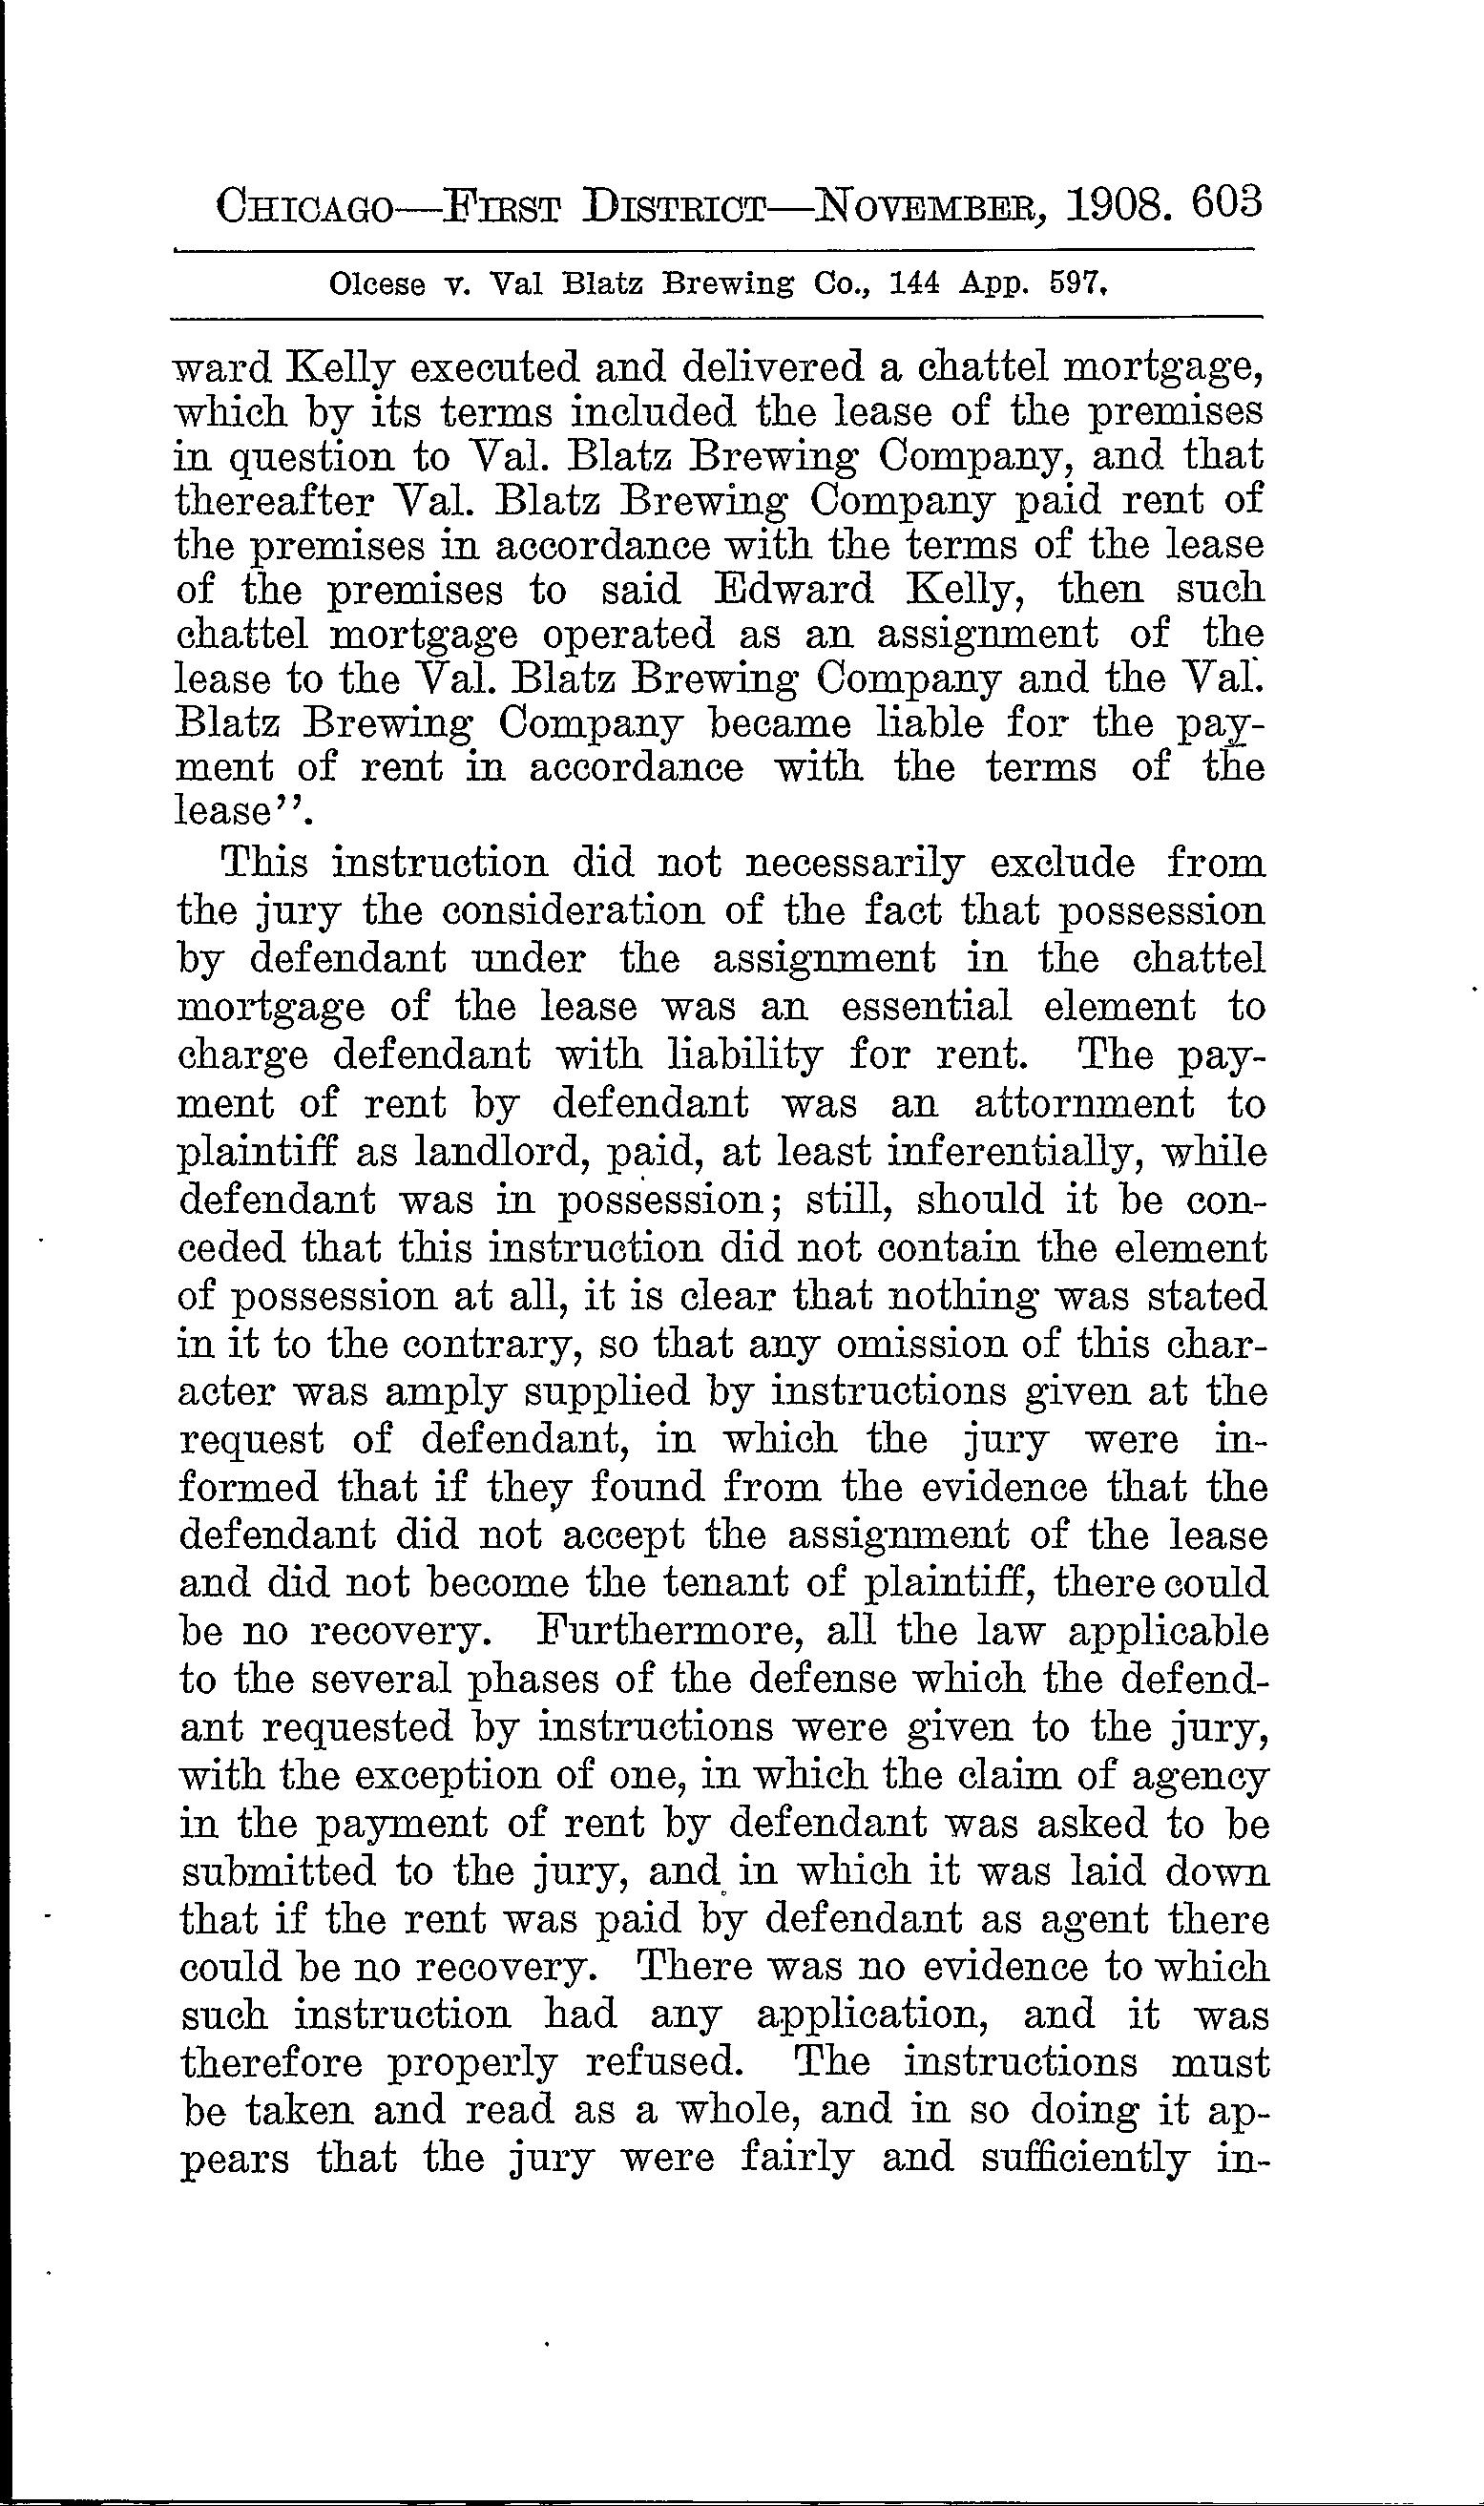 CHICAGO—FIRST DISTRICT—NOVEMBER, 1908. 603
Olcese v. Val Blatz Brewing Co., 144 App. 597.
ward Kelly executed and delivered a chattel mortgage,
which by its terms included the lease of the premises
in question to Val. Blatz Brewing Company, and that
thereafter Val. Blatz Brewing Company paid rent of
the premises in accordance with the terms of the lease
of the premises to said Edward Kelly, then such
chattel mortgage operated as an assignment of the
lease to the Val. Blatz Brewing Company and the Val.
Blatz Brewing Company became liable for the pay-
ment of rent in accordance with the terms of the
lease''.
This instruction did not necessarily exclude from
the jury the consideration of the fact that possession
by defendant under the assignment in the chattel
mortgage of the lease was an essential element to
charge defendant with liability for rent. The pay-
ment of rent by defendant was an attornment to
plaintiff as landlord, paid, at least inferentially, while
defendant was in possession; still, should it be con-
ceded that this instruction did not contain the element
of possession at all, it is clear that nothing was stated
in it to the contrary, so that any omission of this char-
acter was amply supplied by instructions given at the
request of defendant, in which the jury were in-
formed that if they found from the evidence that the
defendant did not accept the assignment of the lease
and did not become the tenant of plaintiff, there could
be no recovery. Furthermore, all the law applicable
to the several phases of the defense which the defend-
ant requested by instructions were given to the jury,
with the exception of one, in which the claim of agency
in the payment of rent by defendant was asked to be
submitted to the jury, and in which it was laid down
that if the rent was paid by defendant as agent there
could be no recovery. There was no evidence to which
such instruction had any application, and it was
therefore properly refused. The instructions must
be taken and read as a whole, and in so doing it ap-
pears that the jury were fairly and sufficiently in-